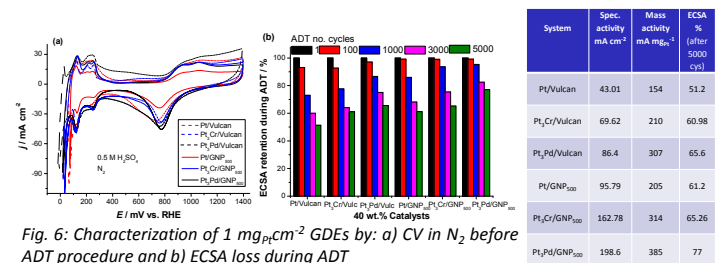 (a)
30
0
-30
-60
-90
j / mA cm⁻²
0.5 M H₂SO₄
N₂
Pt/Vulcan
Pt₃Cr/Vulcan
Pt₃Pd/Vulcan
Pt/GNP₅₀₀
Pt₃Cr/GNP₅₀₀
Pt₃Pd/GNP₅₀₀
0 200 400 600 800 1000 1200 1400
E / mV vs. RHE
(b)
ADT no. cycles
1 100 1000 3000 5000
100
80
60
40
20
0
ECSA retention during ADT / %
Pt/Vulcan Pt₃Cr/Vulc Pt₃Pd/Vulc Pt/GNP₅₀₀ Pt₃Cr/GNP₅₀₀ Pt₃Pd/GNP₅₀₀
40 wt.% Catalysts
Fig. 6: Characterization of 1 mgPtcm⁻² GDEs by: a) CV in N₂ before
ADT procedure and b) ECSA loss during ADT
System Spec. activity mA cm⁻² Mass activity mA mgPt⁻¹ ECSA % (after 5000 cys)
Pt/Vulcan 43.01 154 51.2
Pt₃Cr/Vulcan 69.62 210 60.98
Pt₃Pd/Vulcan 86.4 307 65.6
Pt/GNP₅₀₀ 95.79 205 61.2
Pt₃Cr/GNP₅₀₀ 162.78 314 65.26
Pt₃Pd/GNP₅₀₀ 198.6 385 77